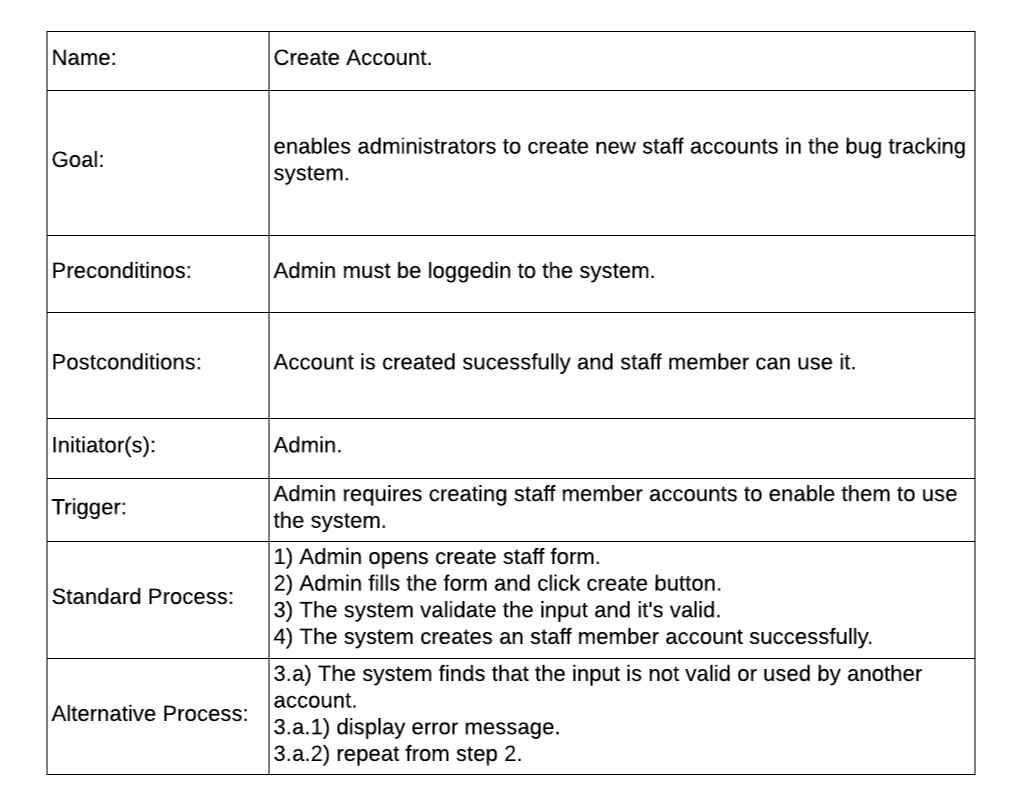 Name:
Create Account.
Goal:
enables administrators to create new staff accounts in the bug tracking
system.
Preconditinos:
Admin must be loggedin to the system.
Postconditions:
Account is created sucessfully and staff member can use it.
Initiator(s):
Admin.
Trigger:
Admin requires creating staff member accounts to enable them to use
the system.
Standard Process:
1) Admin opens create staff form.
2) Admin fills the form and click create button.
3) The system validate the input and it's valid.
4) The system creates an staff member account successfully.
Alternative Process:
3.a) The system finds that the input is not valid or used by another
account.
3.a.1) display error message.
3.a.2) repeat from step 2.